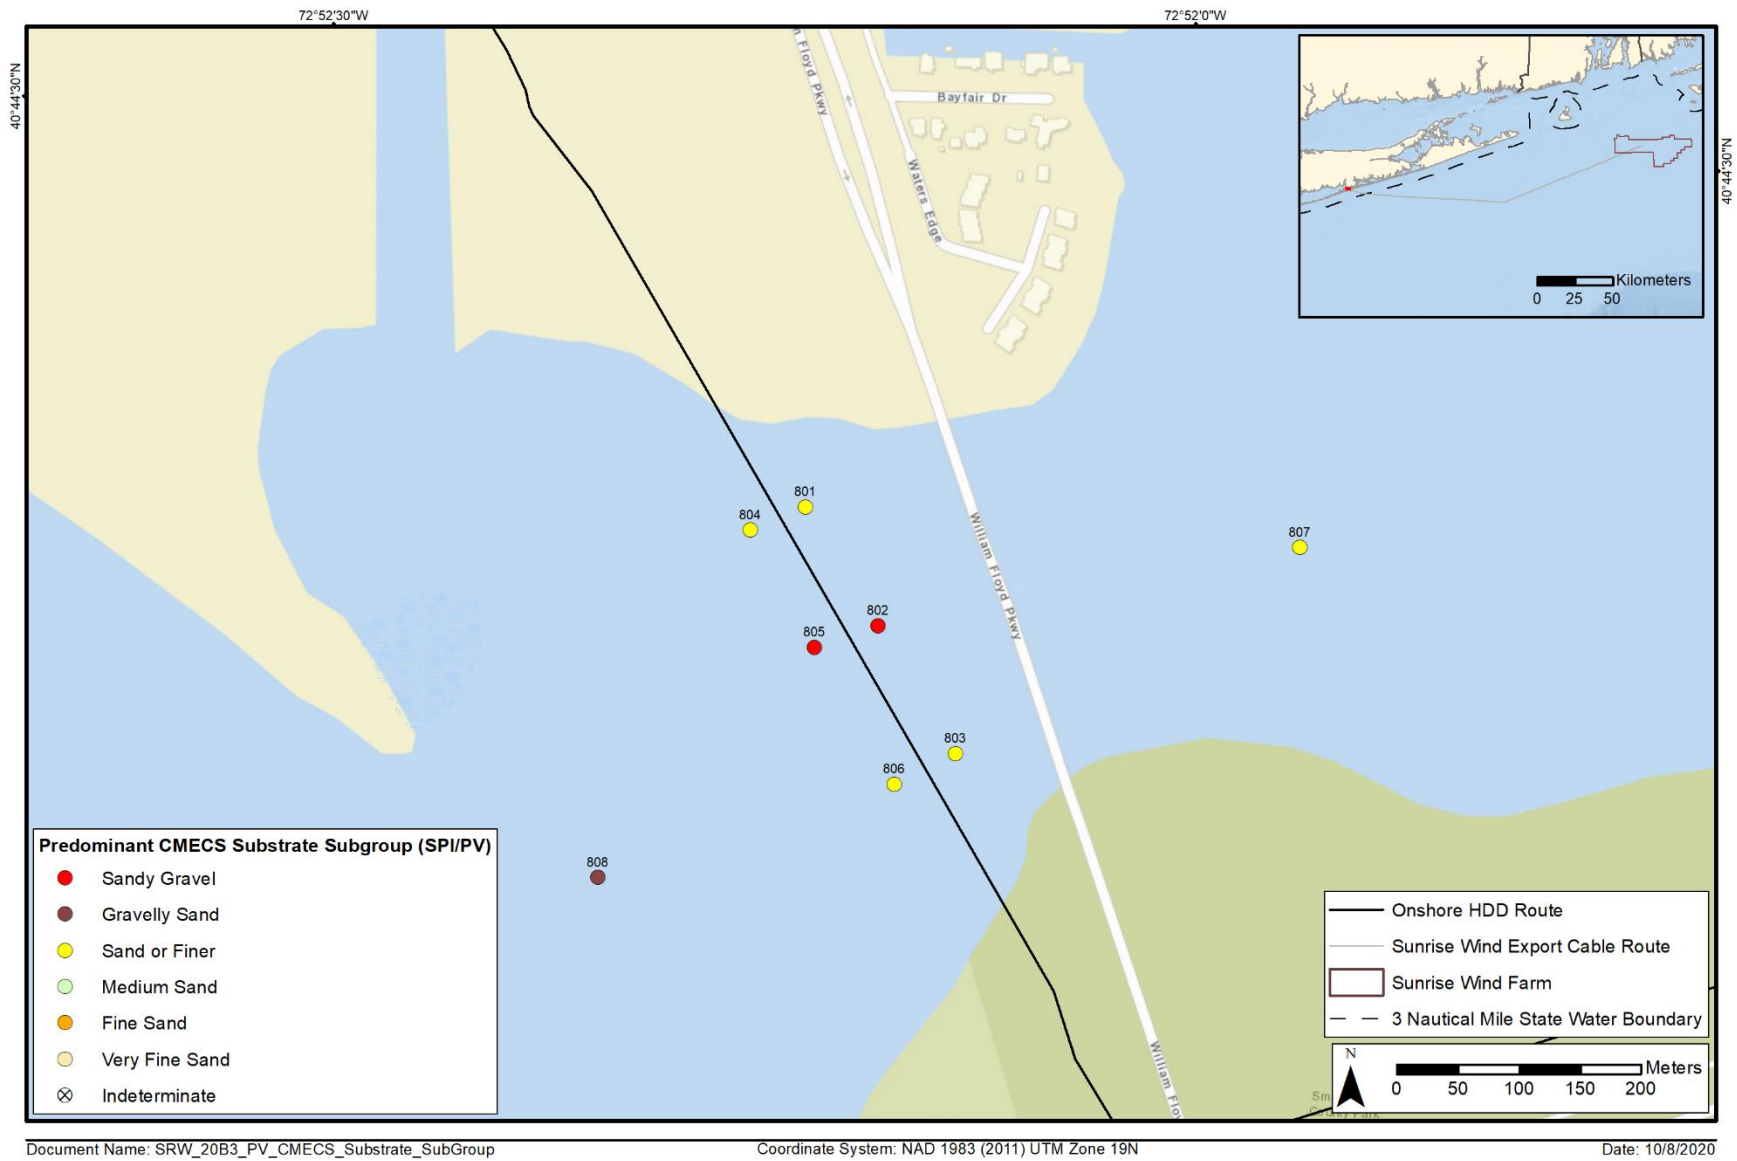 72°52'30"W
72°52'0"W
40°44'30"N
40°44'30"N
m Floyd Pkwy
Bayfair Dr
Waters Edge
Kilometers
0 25 50
801
804
807
William Floyd Pkwy
802
805
803
806
808
Predominant CMECS Substrate Subgroup (SPI/PV)
Sandy Gravel
Gravelly Sand
Sand or Finer
Medium Sand
Fine Sand
Very Fine Sand
Indeterminate
Onshore HDD Route
Sunrise Wind Export Cable Route
Sunrise Wind Farm
3 Nautical Mile State Water Boundary
William Flo
N
Meters
0 50 100 150 200
Sm
Document Name: SRW_20B3_PV_CMECS_Substrate_SubGroup
Coordinate System: NAD 1983 (2011) UTM Zone 19N
Date: 10/8/2020